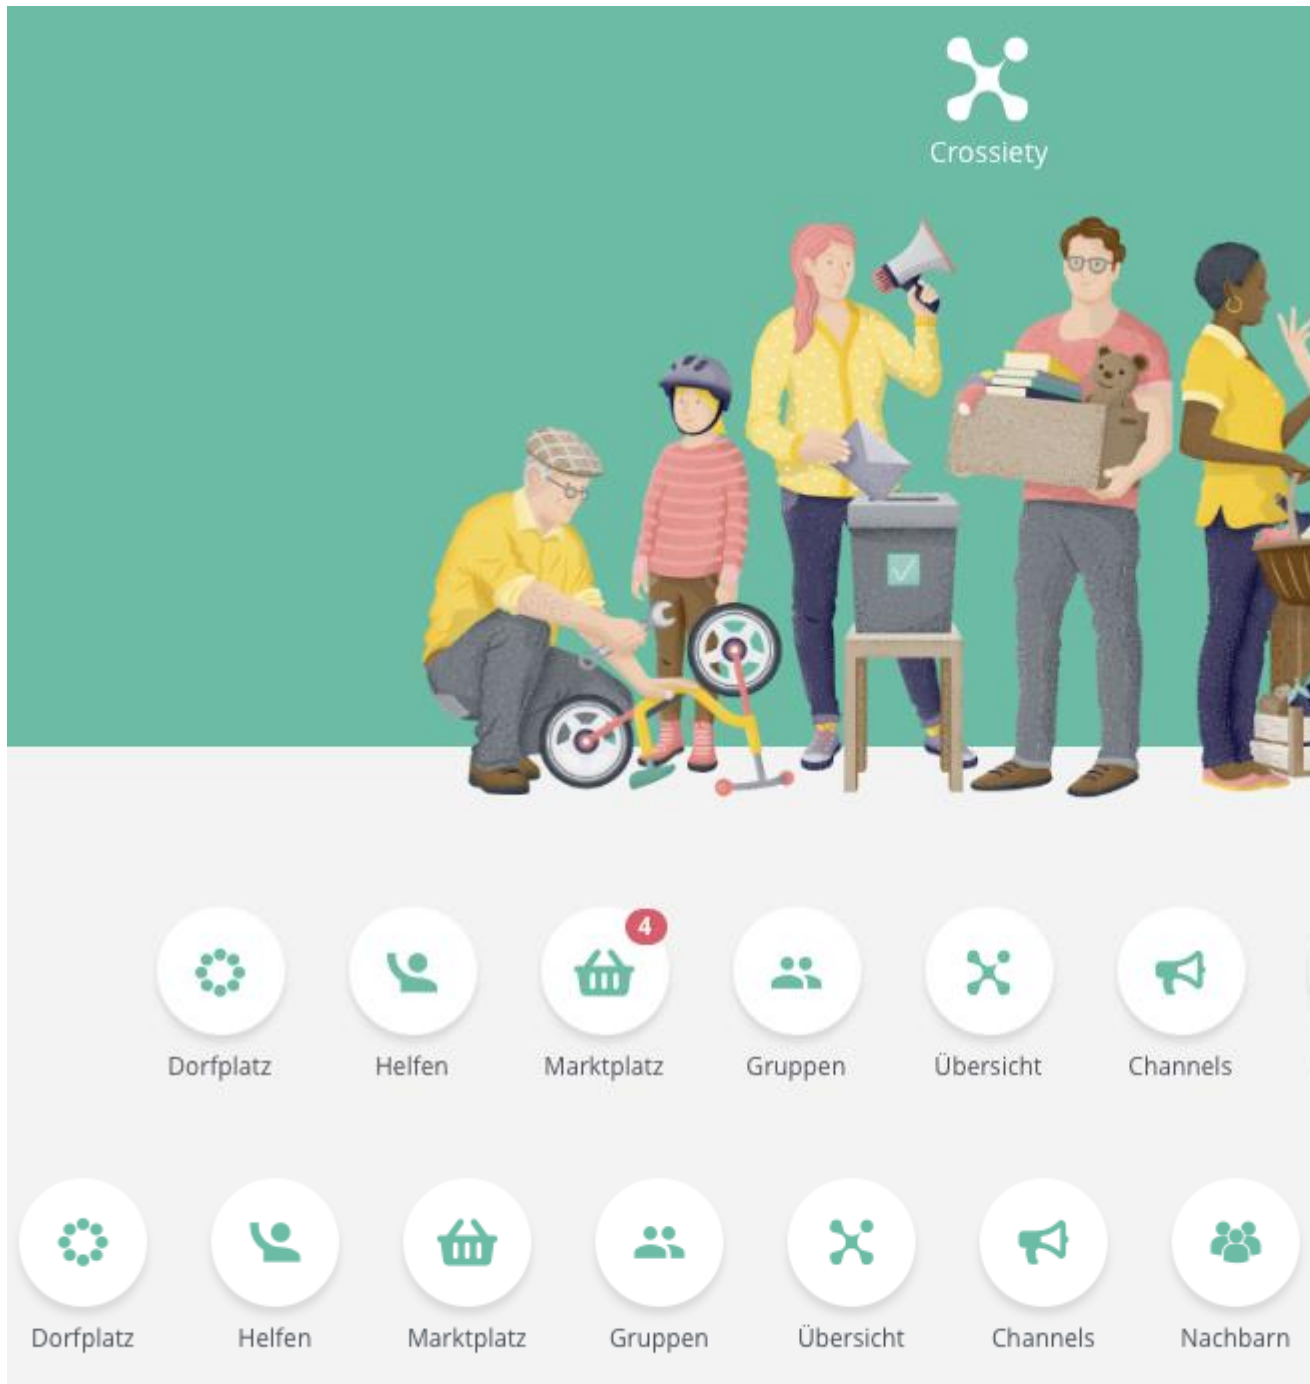 Crossiety
4
Dorfplatz Helfen Marktplatz Gruppen Übersicht Channels
Dorfplatz Helfen Marktplatz Gruppen Übersicht Channels Nachbarn